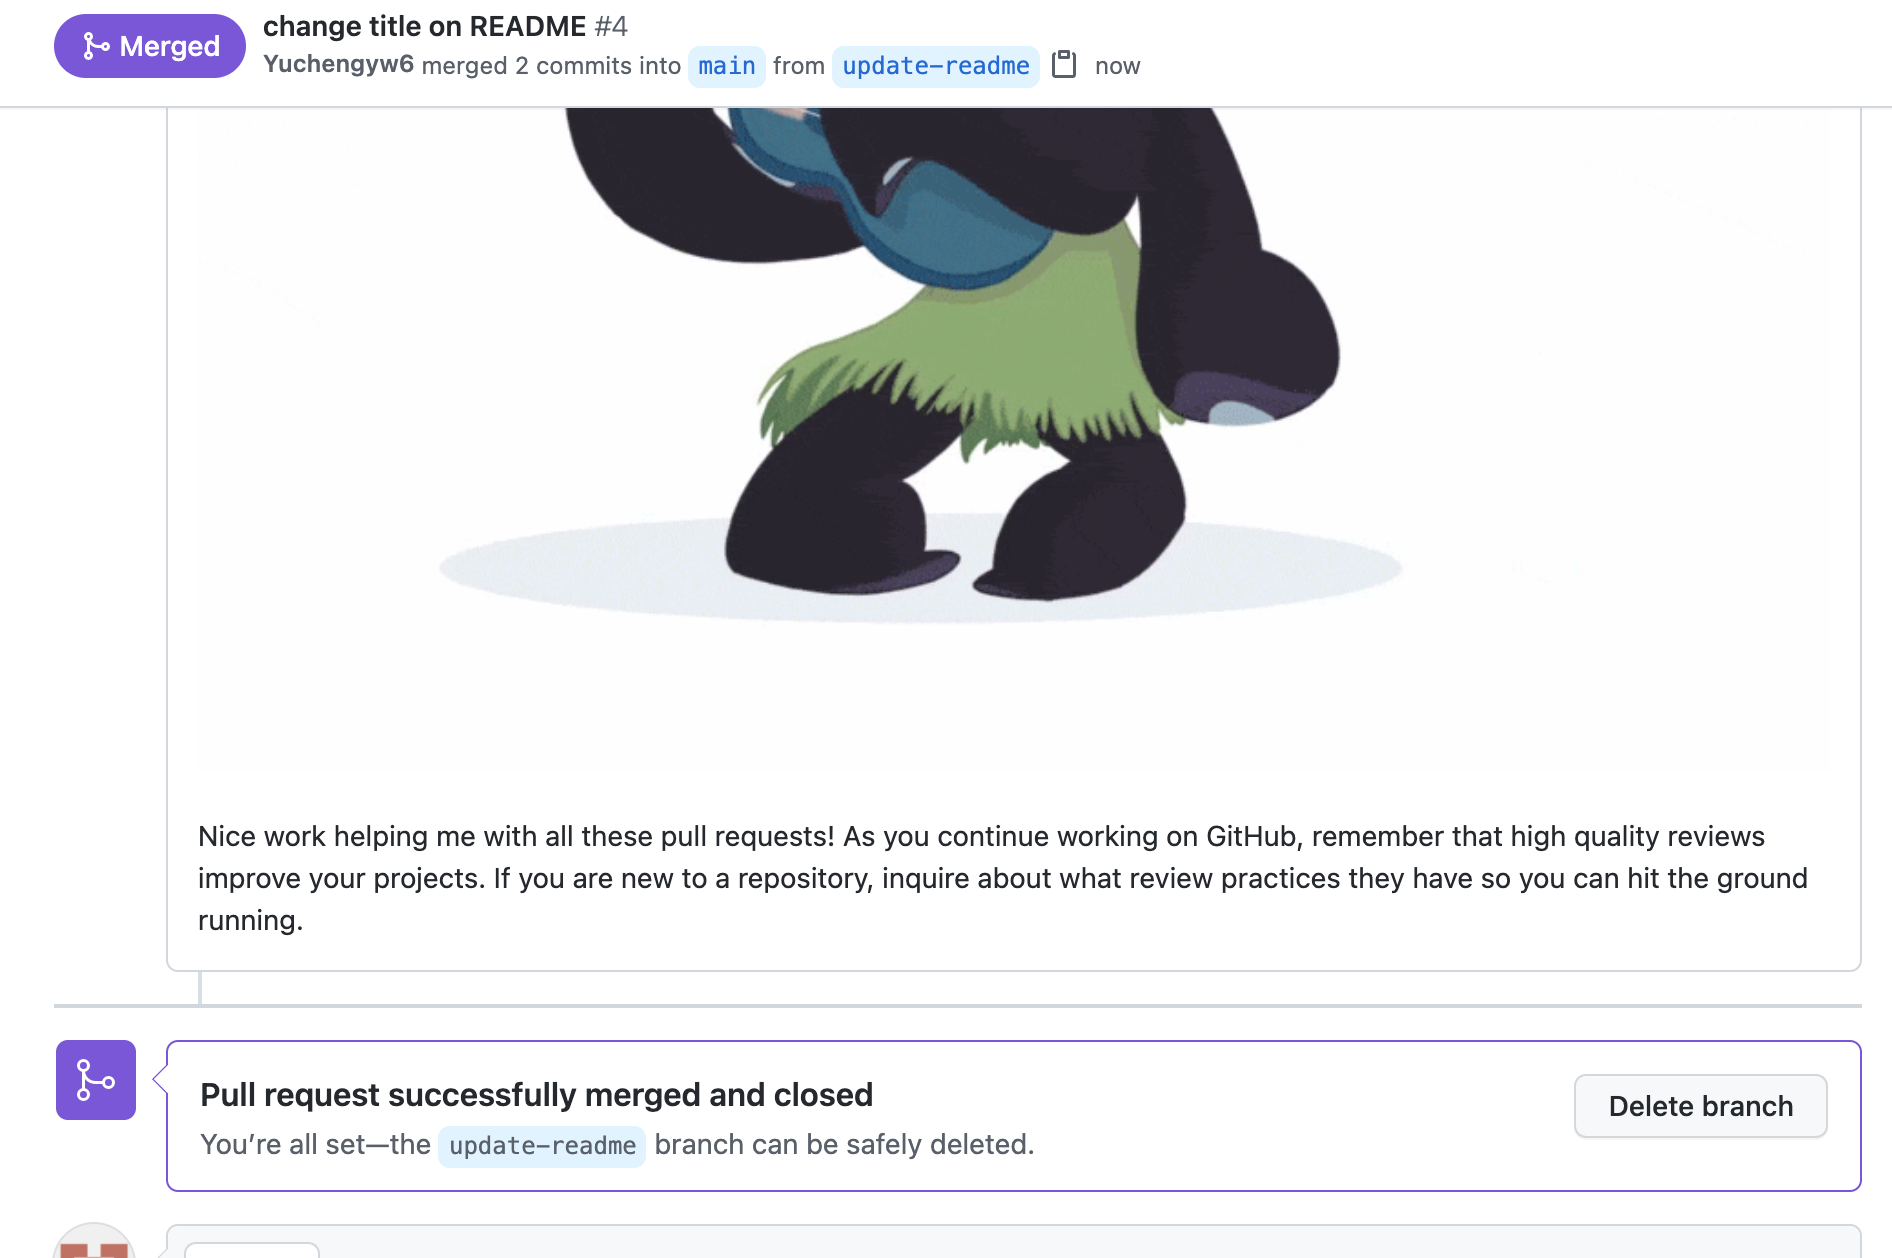 Merged
change title on README #4
Yuchengyw6 merged 2 commits into main from update-readme now
Nice work helping me with all these pull requests! As you continue working on GitHub, remember that high quality reviews
improve your projects. If you are new to a repository, inquire about what review practices they have so you can hit the ground
running.
Pull request successfully merged and closed
You’re all set—the update-readme branch can be safely deleted.
Delete branch